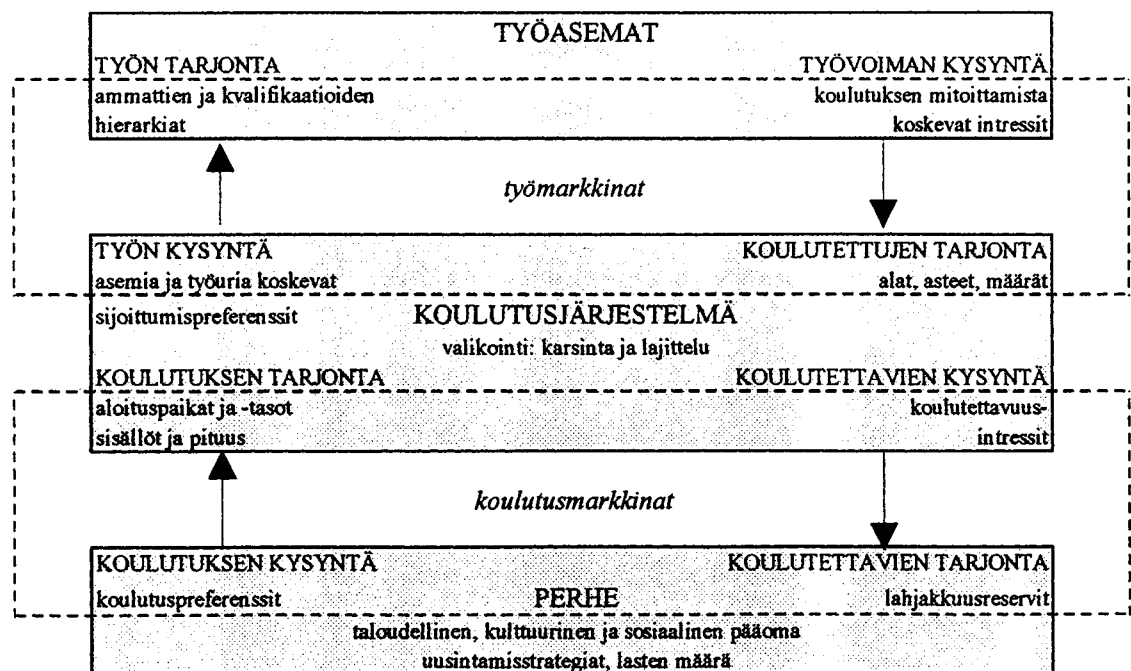 TYÖASEMAT
TYÖN TARJONTA TYÖVOIMAN KYSYNTÄ
ammattien ja kvalifikaatioiden koulutuksen mitoittamista
hierarkiat koskevat intressit
työmarkkinat
TYÖN KYSYNTÄ KOULUTETTUJEN TARJONTA
asemia ja työuria koskevat alat, asteet, määrät
sijoittumispreferenssit KOULUTUSJÄRJESTELMÄ
valikointi: karsinta ja lajittelu
KOULUTUKSEN TARJONTA KOULUTETTAVIEN KYSYNTÄ
aloituspaikat ja -tasot koulutettavuus-
sisällöt ja pituus intressit
koulutusmarkkinat
KOULUTUKSEN KYSYNTÄ KOULUTETTAVIEN TARJONTA
koulutuspreferenssit PERHE lahjakkuusreservit
taloudellinen, kulttuurinen ja sosiaalinen pääoma
uusintamisstrategiat, lasten määrä